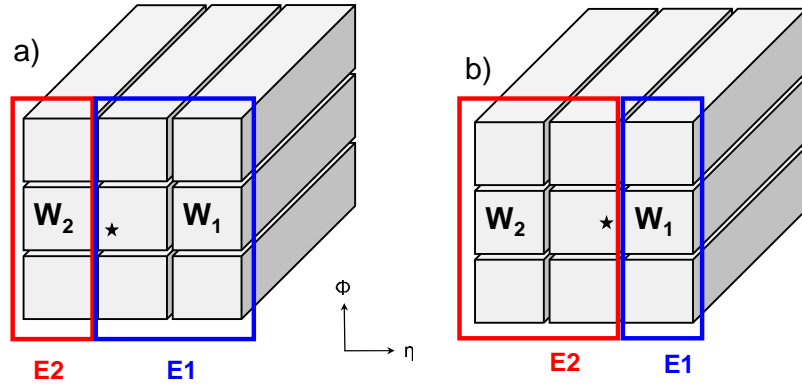 a)
W₂ ★ W₁
E2 E1
Φ
η
b)
W₂ ★ W₁
E2 E1